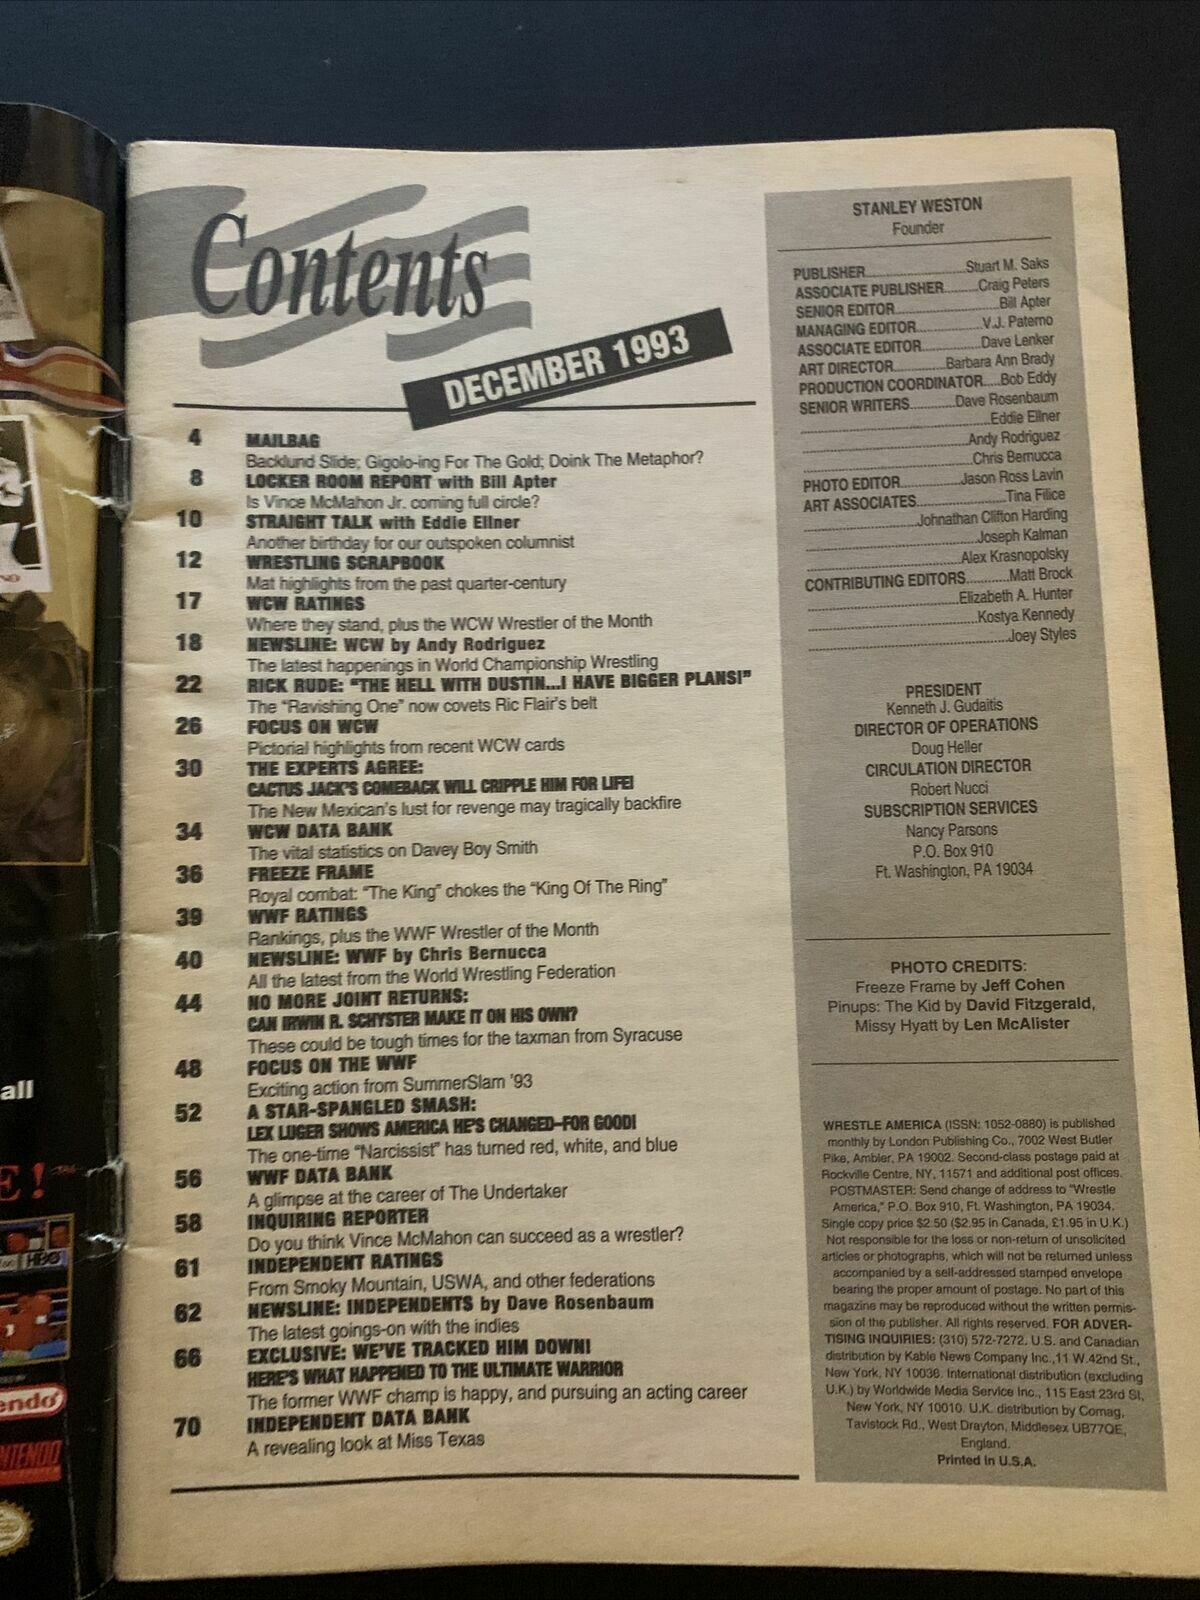 Contents
DECEMBER 1993
4 MAILBAG
Backlund Slide; Gigolo-ing For The Gold; Doink The Metaphor?
8 LOCKER ROOM REPORT with Bill Apter
Is Vince McMahon Jr. coming full circle?
10 STRAIGHT TALK with Eddie Ellner
Another birthday for our outspoken columnist
12 WRESTLING SCRAPBOOK
Mat highlights from the past quarter-century
17 WCW RATINGS
Where they stand, plus the WCW Wrestler of the Month
18 NEWSLINE: WCW by Andy Rodriguez
The latest happenings in World Championship Wrestling
22 RICK RUDE: "THE HELL WITH DUSTIN...I HAVE BIGGER PLANS!"
The "Ravishing One" now covets Ric Flair's belt
26 FOCUS ON WCW
Pictorial highlights from recent WCW cards
30 THE EXPERTS AGREE:
CACTUS JACK'S COMEBACK WILL CRIPPLE HIM FOR LIFE!
The New Mexican's lust for revenge may tragically backfire
34 WCW DATA BANK
The vital statistics on Davey Boy Smith
36 FREEZE FRAME
Royal combat: "The King" chokes the "King Of The Ring"
39 WWF RATINGS
Rankings, plus the WWF Wrestler of the Month
40 NEWSLINE: WWF by Chris Bernucca
All the latest from the World Wrestling Federation
44 NO MORE JOINT RETURNS:
CAN IRWIN R. SCHYSTER MAKE IT ON HIS OWN?
These could be tough times for the taxman from Syracuse
48 FOCUS ON THE WWF
Exciting action from SummerSlam '93
52 A STAR-SPANGLED SMASH:
LEX LUGER SHOWS AMERICA HE'S CHANGED—FOR GOOD!
The one-time "Narcissist" has turned red, white, and blue
56 WWF DATA BANK
A glimpse at the career of The Undertaker
58 INQUIRING REPORTER
Do you think Vince McMahon can succeed as a wrestler?
61 INDEPENDENT RATINGS
From Smoky Mountain, USWA, and other federations
62 NEWSLINE: INDEPENDENTS by Dave Rosenbaum
The latest goings-on with the indies
66 EXCLUSIVE: WE'VE TRACKED HIM DOWN!
HERE'S WHAT HAPPENED TO THE ULTIMATE WARRIOR
The former WWF champ is happy, and pursuing an acting career
70 INDEPENDENT DATA BANK
A revealing look at Miss Texas
STANLEY WESTON
Founder
PUBLISHER..........Stuart M. Saks
ASSOCIATE PUBLISHER..........Craig Peters
SENIOR EDITOR..........Bill Apter
MANAGING EDITOR..........V.J. Paterno
ASSOCIATE EDITOR..........Dave Lenker
ART DIRECTOR..........Barbara Ann Brady
PRODUCTION COORDINATOR.....Bob Eddy
SENIOR WRITERS..........Dave Rosenbaum
..........Eddie Ellner
..........Andy Rodriguez
..........Chris Bernucca
PHOTO EDITOR..........Jason Ross Lavin
ART ASSOCIATES..........Tina Filice
..........Johnathan Clifton Harding
..........Joseph Kalman
..........Alex Krasnopolsky
CONTRIBUTING EDITORS..........Matt Brock
..........Elizabeth A. Hunter
..........Kostya Kennedy
..........Joey Styles
PRESIDENT
Kenneth J. Gudaitis
DIRECTOR OF OPERATIONS
Doug Heller
CIRCULATION DIRECTOR
Robert Nucci
SUBSCRIPTION SERVICES
Nancy Parsons
P.O. Box 910
Ft. Washington, PA 19034
PHOTO CREDITS:
Freeze Frame by Jeff Cohen
Pinups: The Kid by David Fitzgerald,
Missy Hyatt by Len McAlister
WRESTLE AMERICA (ISSN: 1052-0880) is published
monthly by London Publishing Co., 7002 West Butler
Pike, Ambler, PA 19002. Second-class postage paid at
Rockville Centre, NY, 11571 and additional post offices.
POSTMASTER: Send change of address to "Wrestle
America," P.O. Box 910, Ft. Washington, PA 19034.
Single copy price $2.50 ($2.95 in Canada, £1.95 in U.K.)
Not responsible for the loss or non-return of unsolicited
articles or photographs, which will not be returned unless
accompanied by a self-addressed stamped envelope
bearing the proper amount of postage. No part of this
magazine may be reproduced without the written permis-
sion of the publisher. All rights reserved. FOR ADVER-
TISING INQUIRIES: (310) 572-7272. U.S. and Canadian
distribution by Kable News Company Inc.,11 W.42nd St.,
New York, NY 10036. International distribution (excluding
U.K.) by Worldwide Media Service Inc., 115 East 23rd St,
New York, NY 10010. U.K. distribution by Comag,
Tavistock Rd., West Drayton, Middlesex UB77QE,
England.
Printed in U.S.A.
all
E!
HBO
endo
NINTENDO